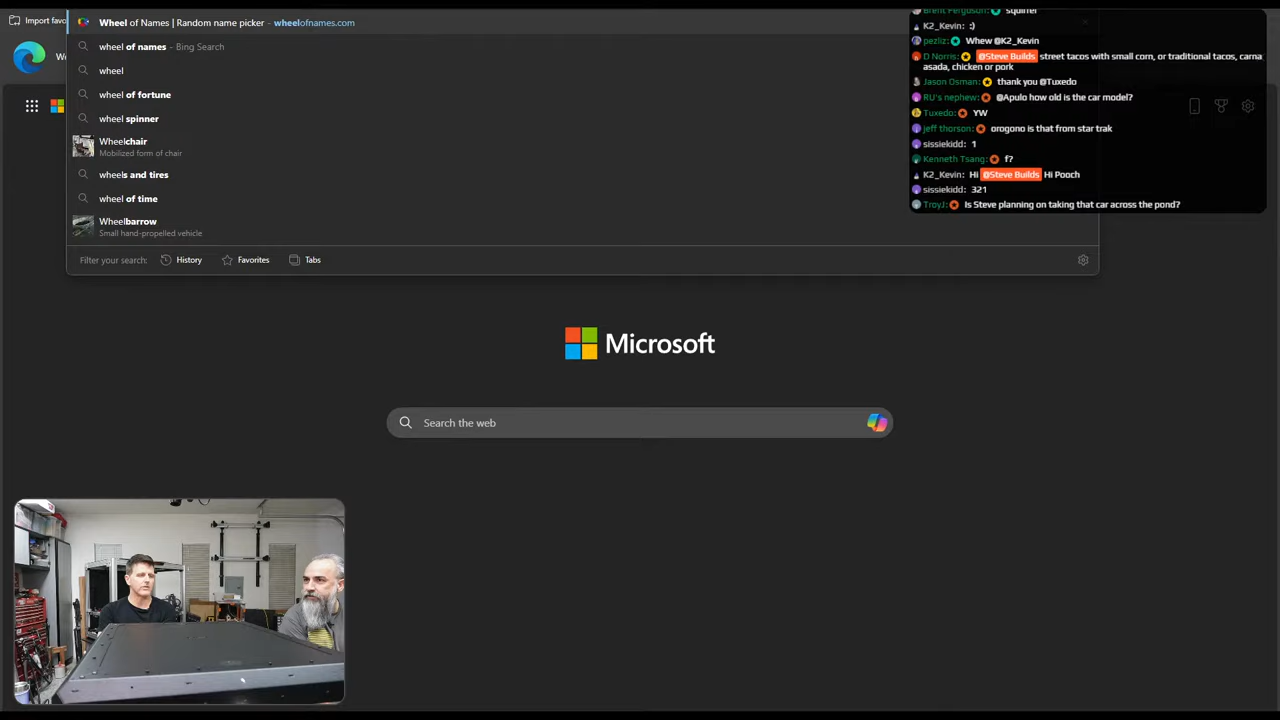 Import favo
Wheel of Names | Random name picker - wheelofnames.com
wheel of names - Bing Search
wheel
wheel of fortune
wheel spinner
Wheelchair
Mobilized form of chair
wheels and tires
wheel of time
Wheelbarrow
Small hand-propelled vehicle
Filter your search:
History
Favorites
Tabs
Brent Ferguson: squirrel
K2_Kevin: :)
pezliz: Whew @K2_Kevin
D Norris: @Steve Builds street tacos with small corn, or traditional tacos, carna
asada, chicken or pork
Jason Osman: thank you @Tuxedo
RU's nephew: @Apulo how old is the car model?
Tuxedo: YW
jeff thorson: orogono is that from star trak
sissiekidd: 1
Kenneth Tsang: f?
K2_Kevin: Hi @Steve Builds Hi Pooch
sissiekidd: 321
TroyJ: Is Steve planning on taking that car across the pond?
Microsoft
Search the web